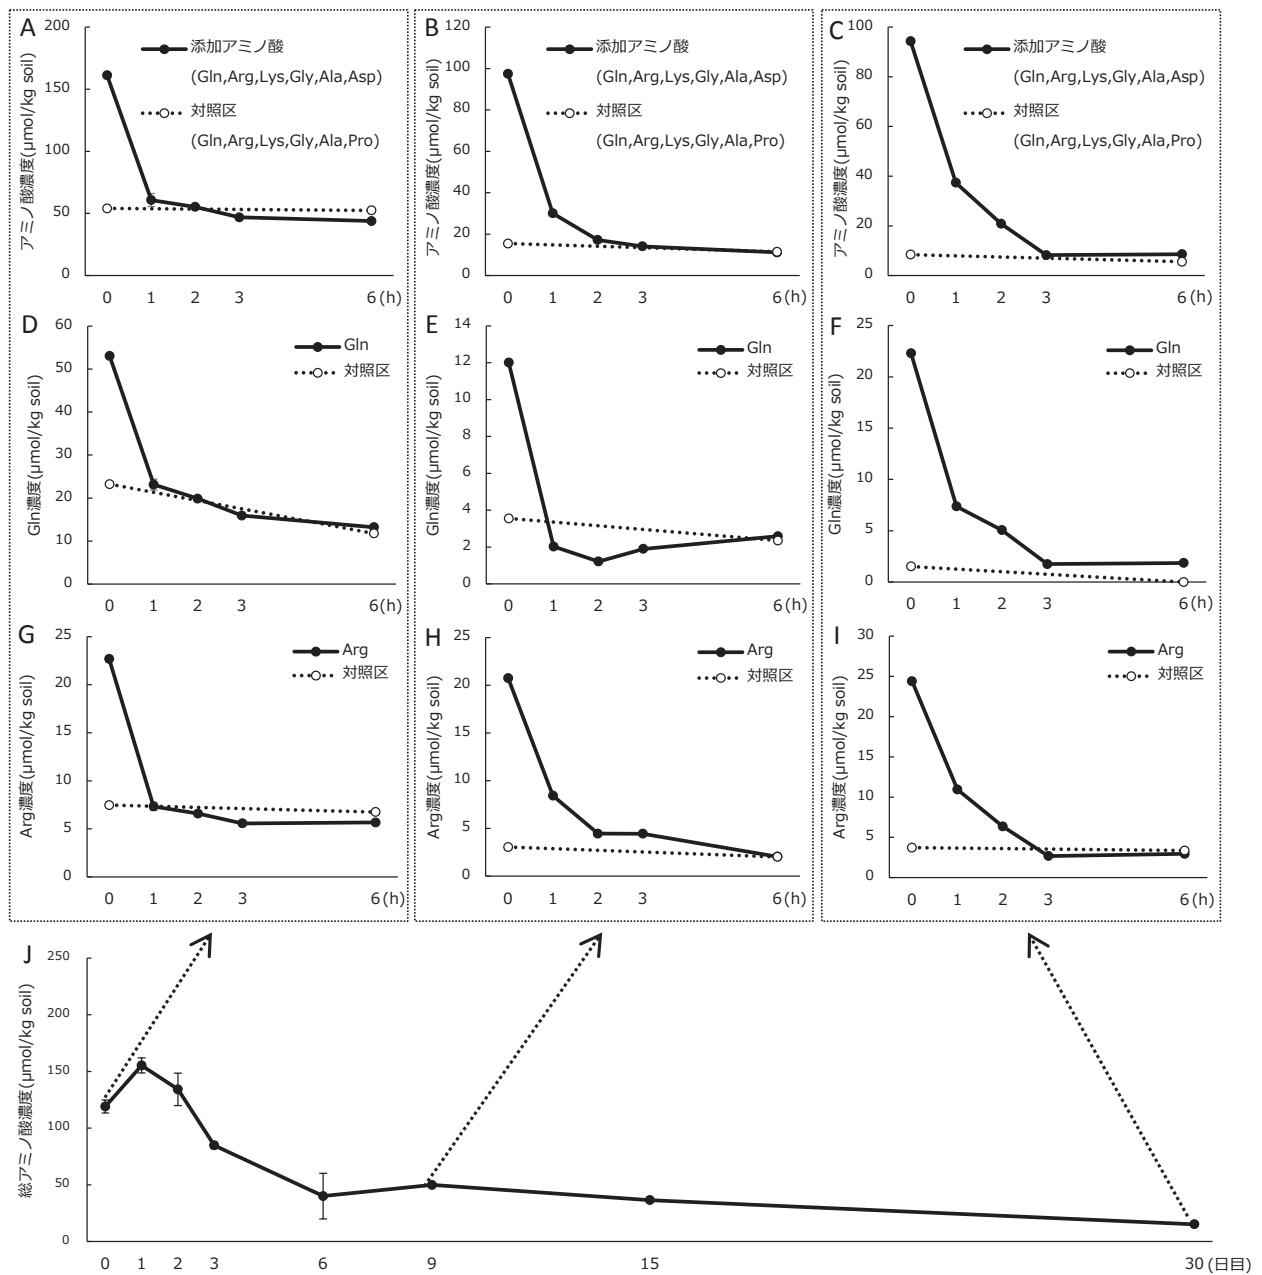 A
アミノ酸濃度(μmol/kg soil)
200
150
100
50
0
添加アミノ酸
(Gln,Arg,Lys,Gly,Ala,Asp)
対照区
(Gln,Arg,Lys,Gly,Ala,Pro)
0 1 2 3 6(h)
B
アミノ酸濃度(μmol/kg soil)
120
100
80
60
40
20
0
添加アミノ酸
(Gln,Arg,Lys,Gly,Ala,Asp)
対照区
(Gln,Arg,Lys,Gly,Ala,Pro)
0 1 2 3 6(h)
C
アミノ酸濃度(μmol/kg soil)
100
80
60
40
20
0
添加アミノ酸
(Gln,Arg,Lys,Gly,Ala,Asp)
対照区
(Gln,Arg,Lys,Gly,Ala,Pro)
0 1 2 3 6(h)
D
Gln濃度(μmol/kg soil)
60
50
40
30
20
10
0
Gln
対照区
0 1 2 3 6(h)
E
Gln濃度(μmol/kg soil)
14
12
10
8
6
4
2
0
Gln
対照区
0 1 2 3 6(h)
F
Gln濃度(μmol/kg soil)
25
20
15
10
5
0
Gln
対照区
0 1 2 3 6(h)
G
Arg濃度(μmol/kg soil)
25
20
15
10
5
0
Arg
対照区
0 1 2 3 6(h)
H
Arg濃度(μmol/kg soil)
25
20
15
10
5
0
Arg
対照区
0 1 2 3 6(h)
I
Arg濃度(μmol/kg soil)
30
25
20
15
10
5
0
Arg
対照区
0 1 2 3 6(h)
J
総アミノ酸濃度(μmol/kg soil)
250
200
150
100
50
0
0 1 2 3 6 9 15 30(日目)